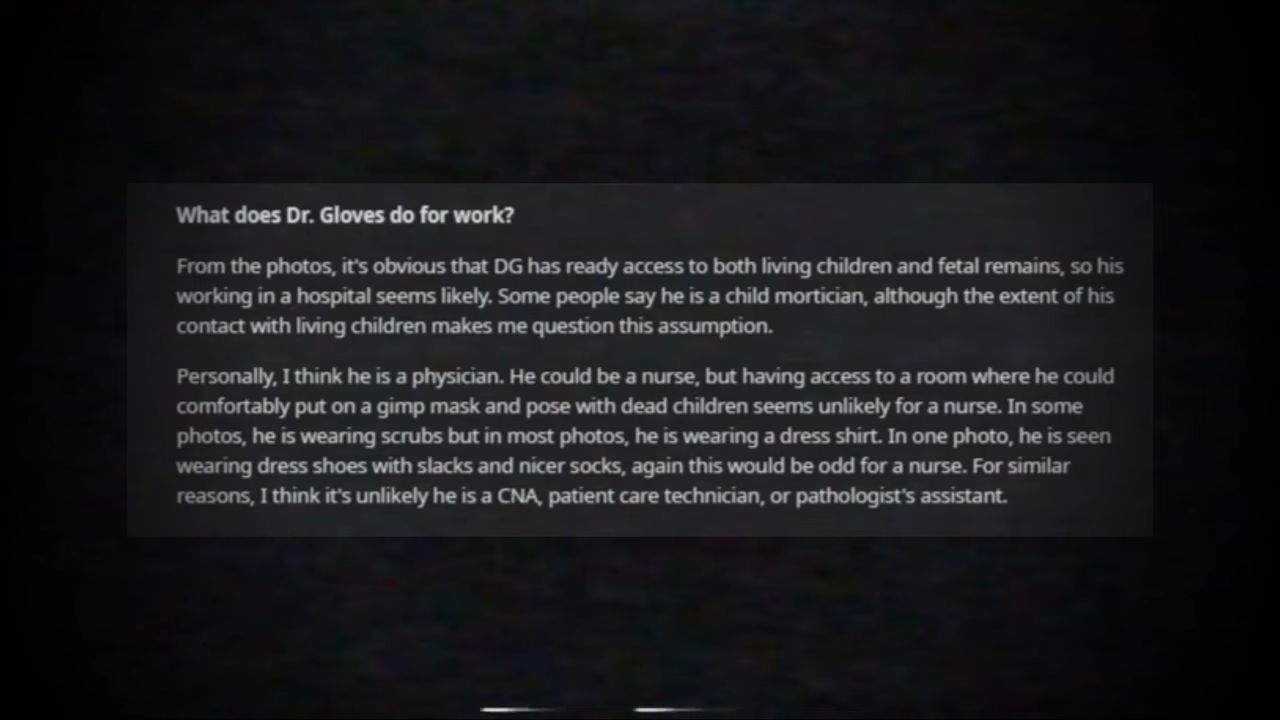 What does Dr. Gloves do for work?
From the photos, it's obvious that DG has ready access to both living children and fetal remains, so his
working in a hospital seems likely. Some people say he is a child mortician, although the extent of his
contact with living children makes me question this assumption.
Personally, I think he is a physician. He could be a nurse, but having access to a room where he could
comfortably put on a gimp mask and pose with dead children seems unlikely for a nurse. In some
photos, he is wearing scrubs but in most photos, he is wearing a dress shirt. In one photo, he is seen
wearing dress shoes with slacks and nicer socks, again this would be odd for a nurse. For similar
reasons, I think it's unlikely he is a CNA, patient care technician, or pathologist's assistant.